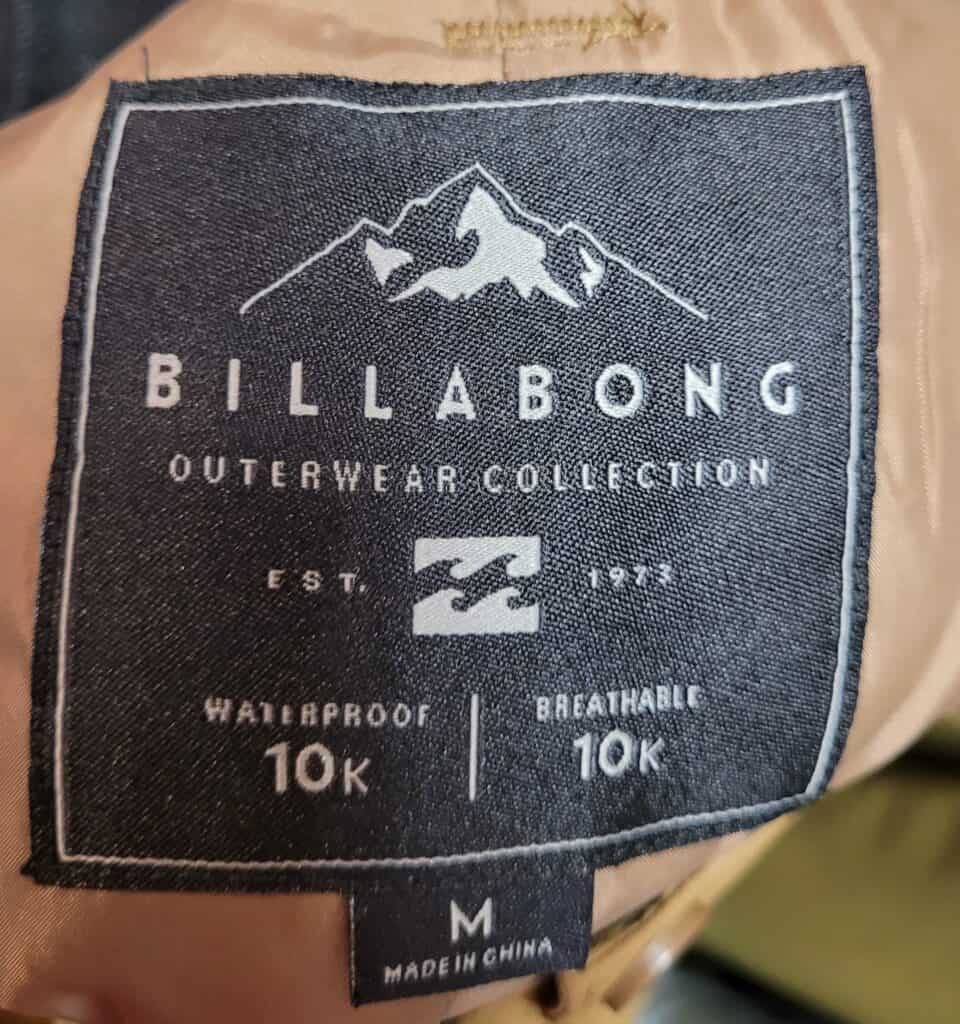 BILLABONG
OUTERWEAR COLLECTION
EST. 1973
WATERPROOF BREATHABLE
10K 10K
M
MADE IN CHINA